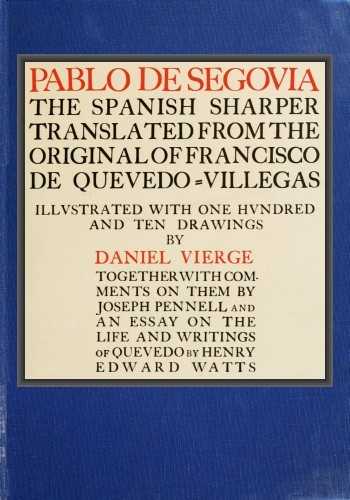 PABLO DE SEGOVIA
THE SPANISH SHARPER
TRANSLATED FROM THE
ORIGINAL OF FRANCISCO
DE QUEVEDO=VILLEGAS
ILLVSTRATED WITH ONE HVNDRED
AND TEN DRAWINGS
BY
DANIEL VIERGE
TOGETHER WITH COM-
MENTS ON THEM BY
JOSEPH PENNELL AND
AN ESSAY ON THE
LIFE AND WRITINGS
OF QUEVEDO BY HENRY
EDWARD WATTS